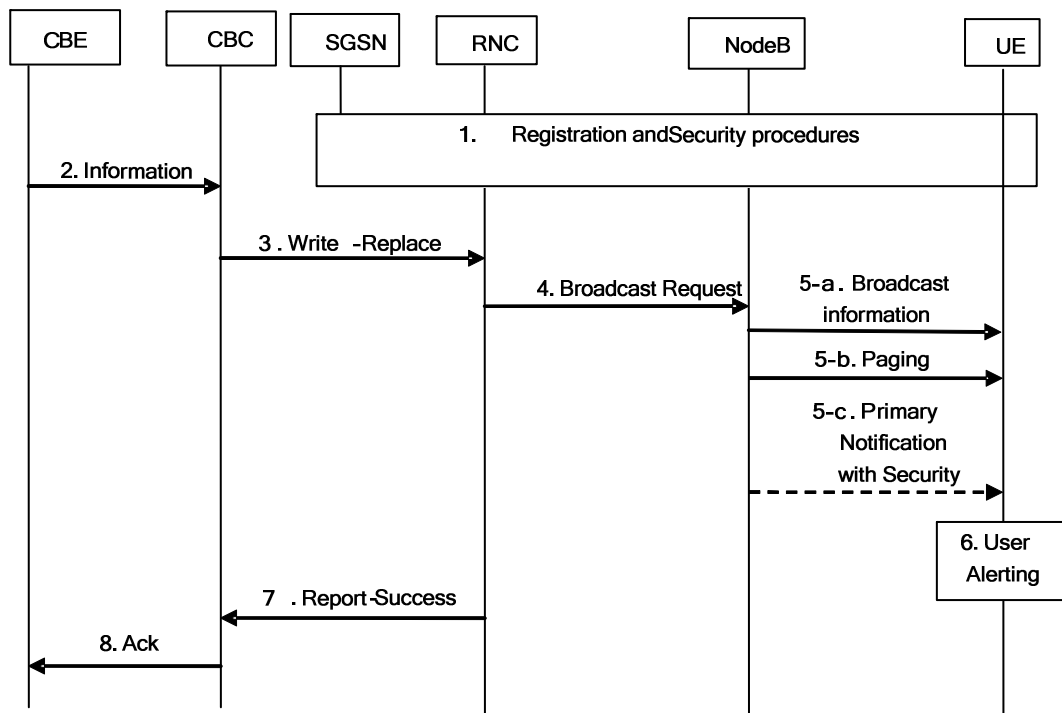 CBE
CBC
SGSN
RNC
NodeB
UE
1. Registration andSecurity procedures
2. Information
3 . Write -Replace
4. Broadcast Request
5-a . Broadcast
information
5-b. Paging
5-c . Primary
Notification
with Security
6. User
Alerting
7 . Report-Success
8. Ack